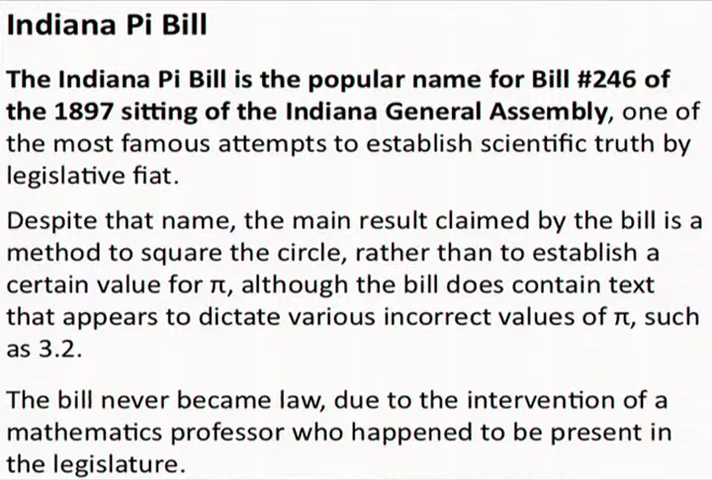 Indiana Pi Bill
The Indiana Pi Bill is the popular name for Bill #246 of
the 1897 sitting of the Indiana General Assembly, one of
the most famous attempts to establish scientific truth by
legislative fiat.
Despite that name, the main result claimed by the bill is a
method to square the circle, rather than to establish a
certain value for π, although the bill does contain text
that appears to dictate various incorrect values of π, such
as 3.2.
The bill never became law, due to the intervention of a
mathematics professor who happened to be present in
the legislature.